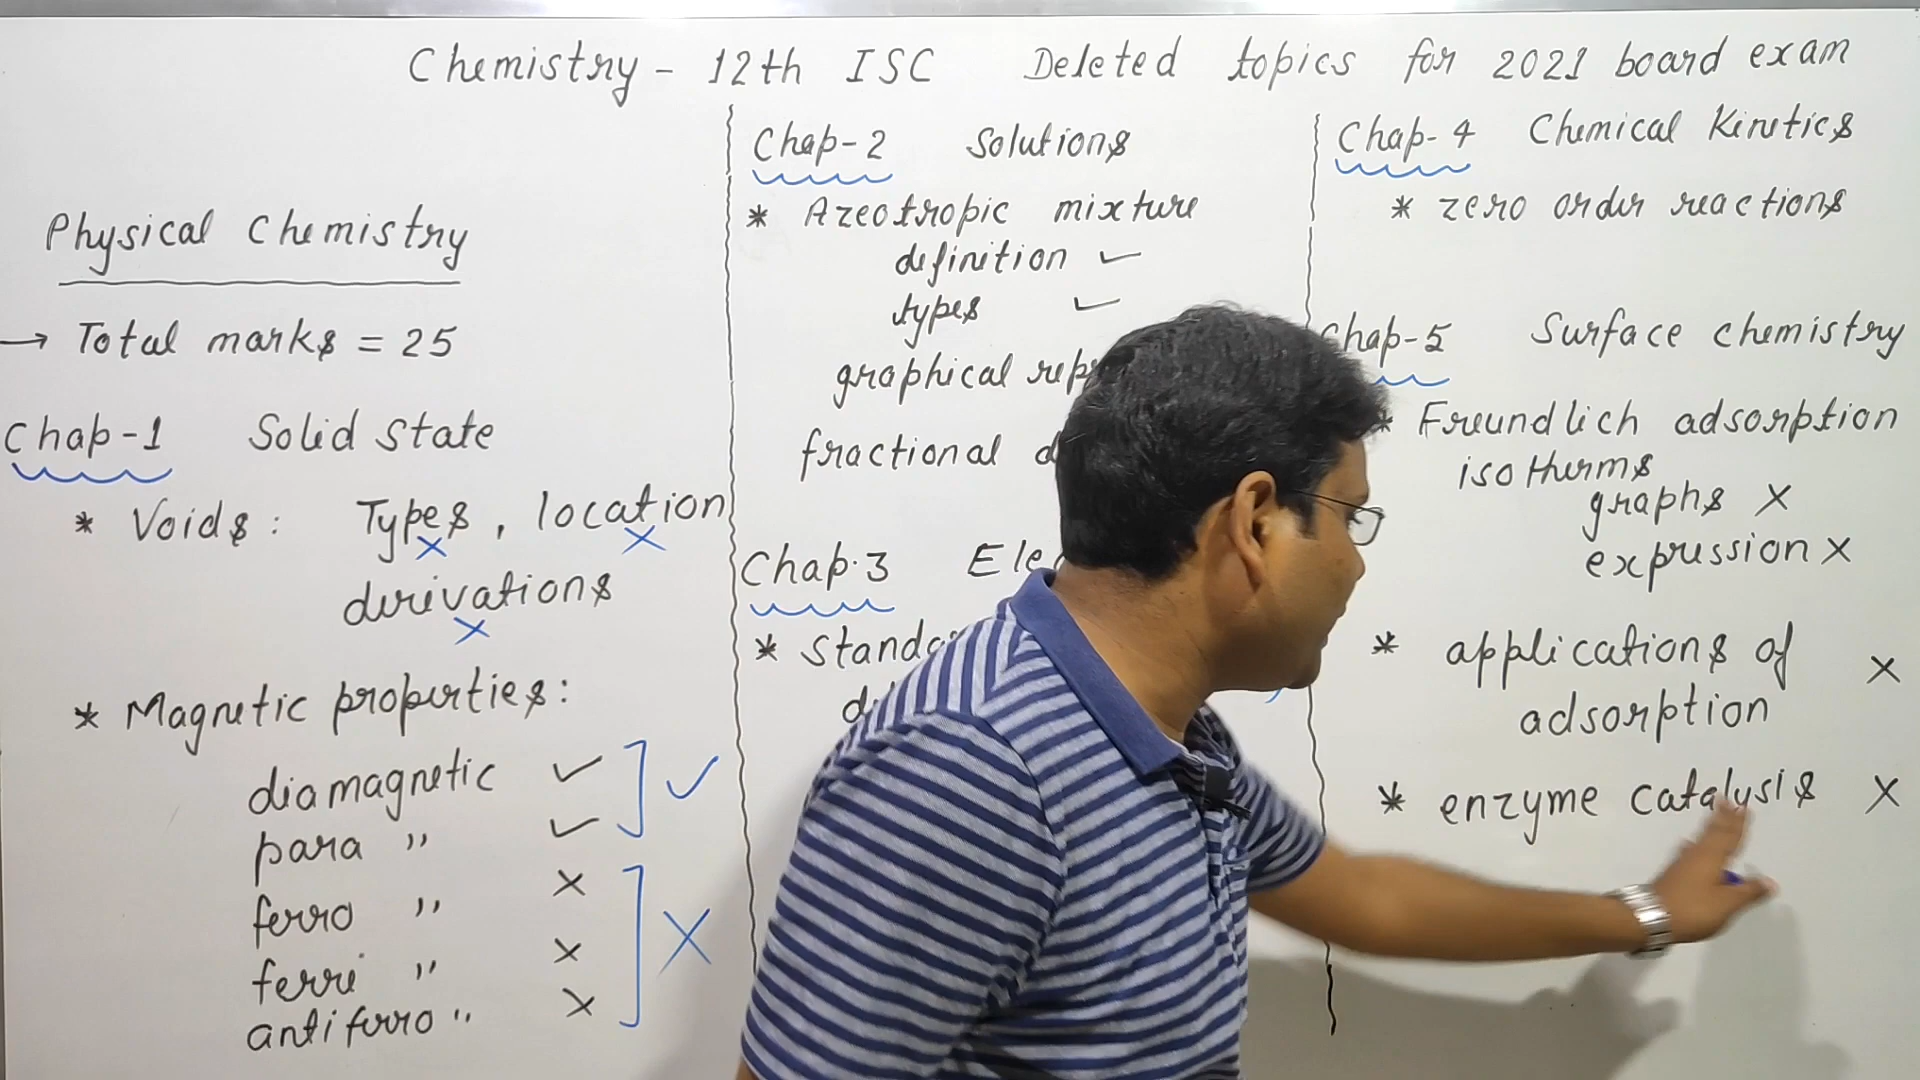 Chemistry - 12th ISC Deleted topics for 2021 board exam
Physical Chemistry
→ Total marks = 25
Chap-1 Solid State
* Voids: Types, location
derivations
* Magnetic properties:
diamagnetic ✓
para " ✓
ferro " ×
ferri " ×
antiferro " ×
Chap-2 Solutions
* Azeotropic mixture
definition ✓
types ✓
graphical
fractional
Chap.3
*
Chap-4 Chemical Kinetics
* zero order reactions
Chap-5 Surface chemistry
* Freundlich adsorption
isotherms
graphs ×
expression ×
* applications of ×
adsorption
* enzyme catalysis ×